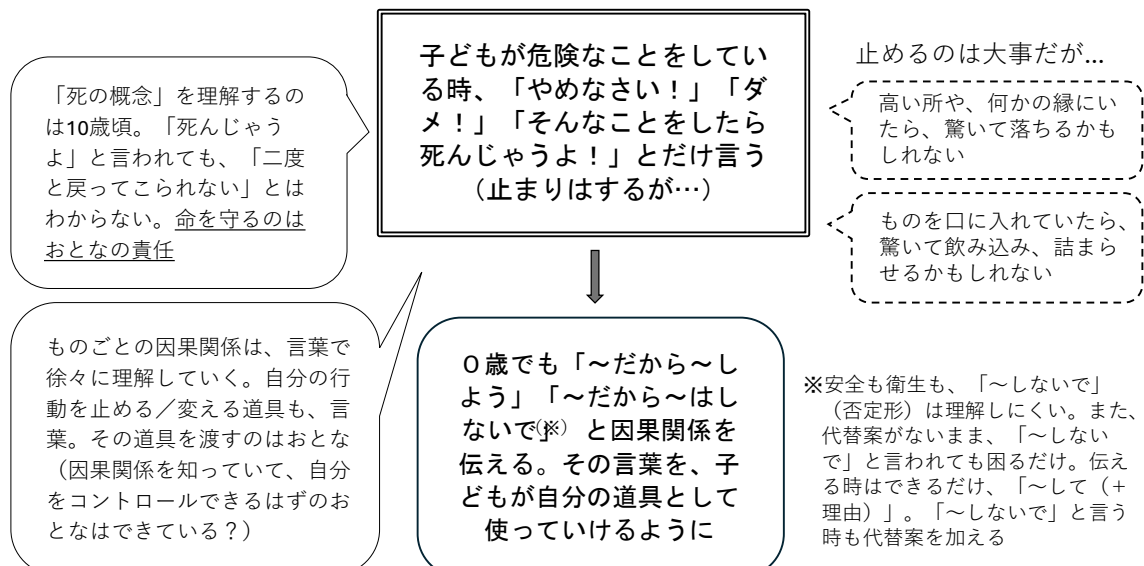 子どもが危険なことをしてい
る時、「やめなさい！」「ダ
メ！」「そんなことをしたら
死んじゃうよ！」とだけ言う
（止まりはするが…）
「死の概念」を理解するの
は10歳頃。「死んじゃう
よ」と言われても、「二度
と戻ってこられない」とは
わからない。命を守るのは
おとなの責任
止めるのは大事だが…
高い所や、何かの縁にい
たら、驚いて落ちるかも
しれない
ものを口に入れていたら、
驚いて飲み込み、詰まら
せるかもしれない
ものごとの因果関係は、言葉で
徐々に理解していく。自分の行
動を止める／変える道具も、言
葉。その道具を渡すのはおとな
（因果関係を知っていて、自分
をコントロールできるはずのお
となはできている？）
０歳でも「～だから～し
よう」「～だから～はし
ないで」（※）と因果関係を
伝える。その言葉を、子
どもが自分の道具として
使っていけるように
※安全も衛生も、「～しないで」
（否定形）は理解しにくい。また、
代替案がないまま、「～しない
で」と言われても困るだけ。伝え
る時はできるだけ、「～して（＋
理由）」。「～しないで」と言う
時も代替案を加える